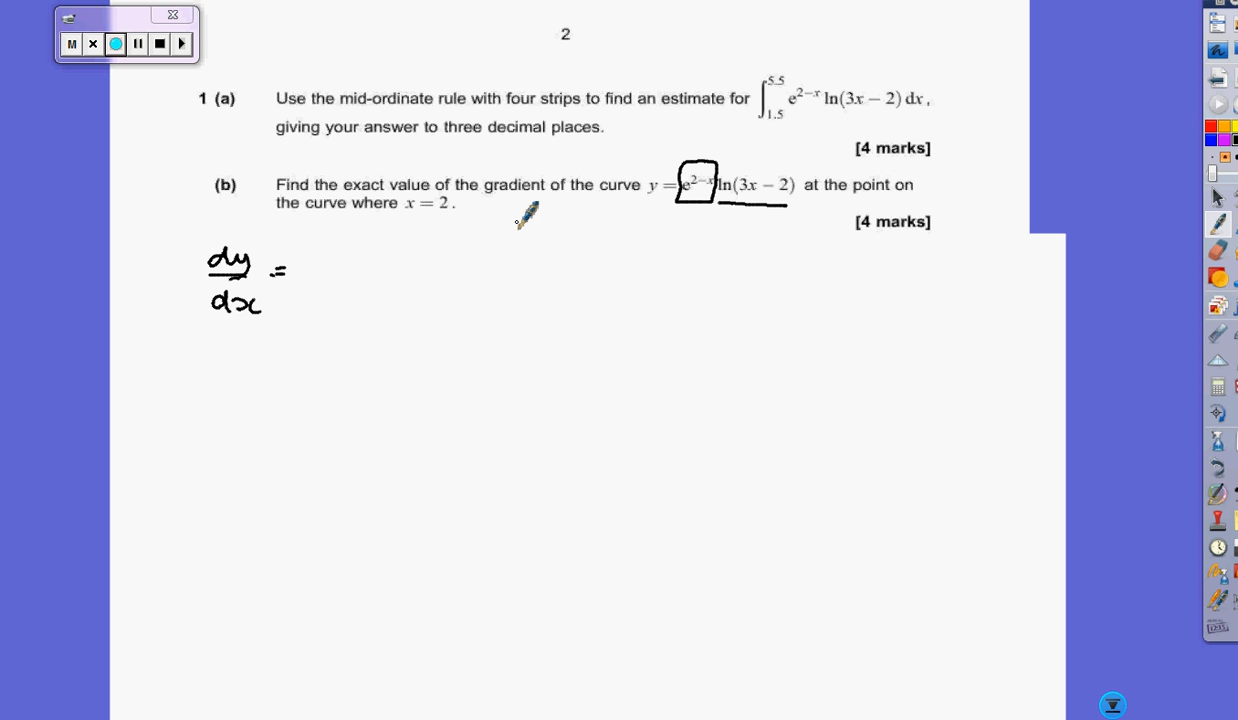 M
2
1 (a) Use the mid-ordinate rule with four strips to find an estimate for ∫_{1.5}^{5.5} e^{2−x} ln(3x − 2) dx,
giving your answer to three decimal places.
[4 marks]
(b) Find the exact value of the gradient of the curve y = e^{2−x} ln(3x − 2) at the point on
the curve where x = 2.
[4 marks]
dy/dx =